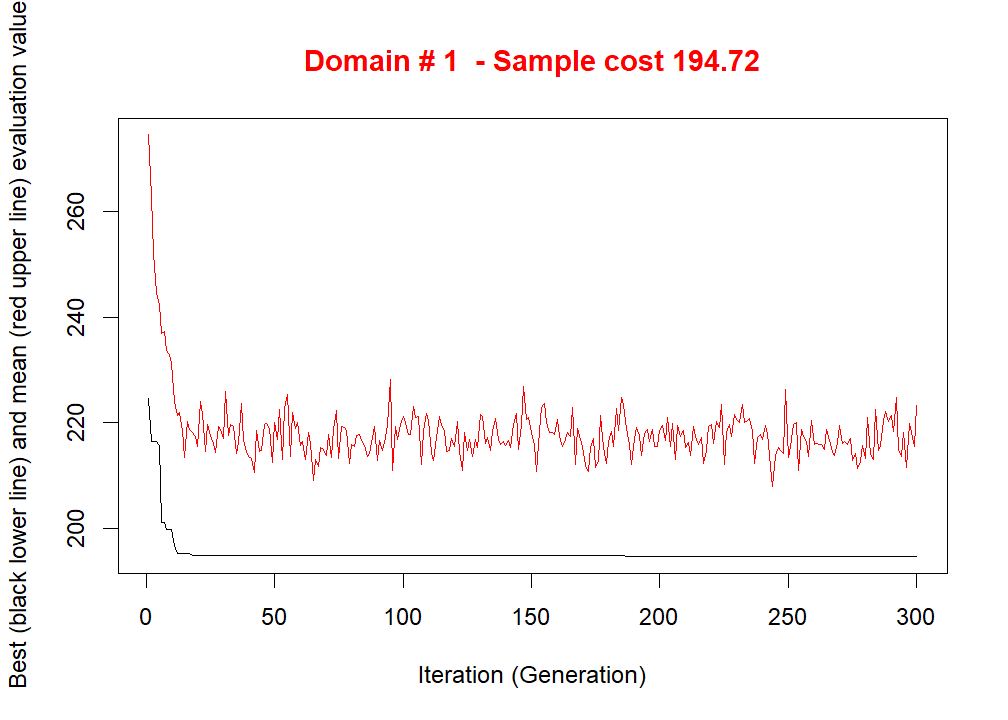 Domain # 1  - Sample cost 194.72
Best (black lower line) and mean (red upper line) evaluation value
260
240
220
200
0 50 100 150 200 250 300
Iteration (Generation)